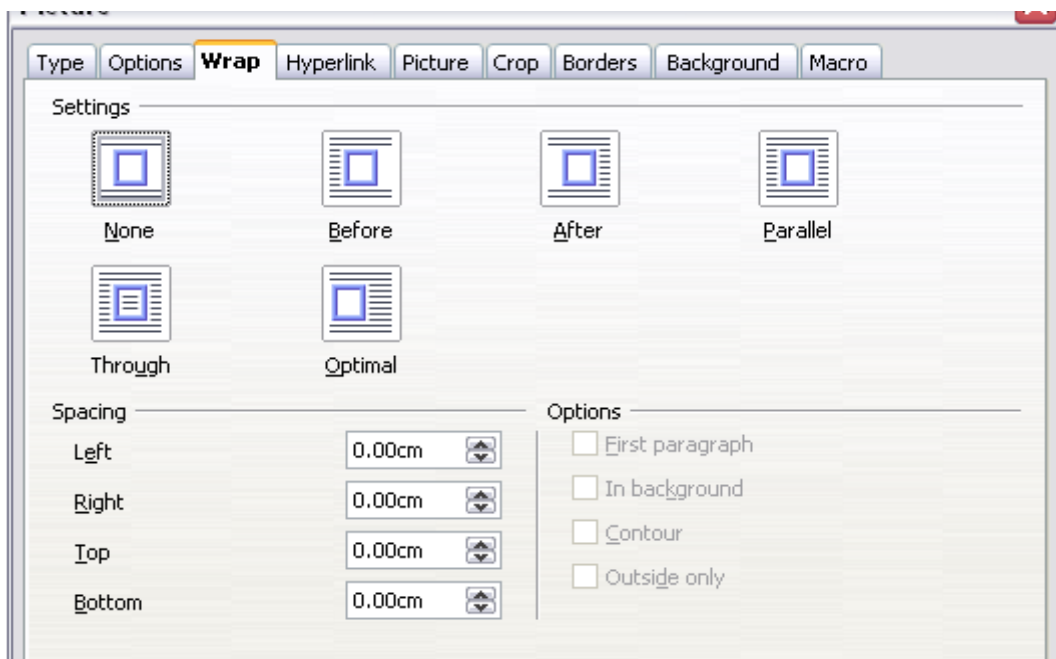 Picture
Type Options Wrap Hyperlink Picture Crop Borders Background Macro
Settings
None Before After Parallel
Through Optimal
Spacing
Left 0.00cm
Right 0.00cm
Top 0.00cm
Bottom 0.00cm
Options
First paragraph
In background
Contour
Outside only